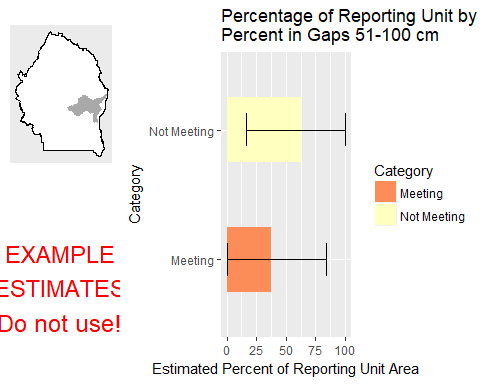 Percentage of Reporting Unit by
Percent in Gaps 51-100 cm
Not Meeting
Meeting
Category
0 25 50 75 100
Estimated Percent of Reporting Unit Area
Category
Meeting
Not Meeting
EXAMPLE
ESTIMATES
Do not use!